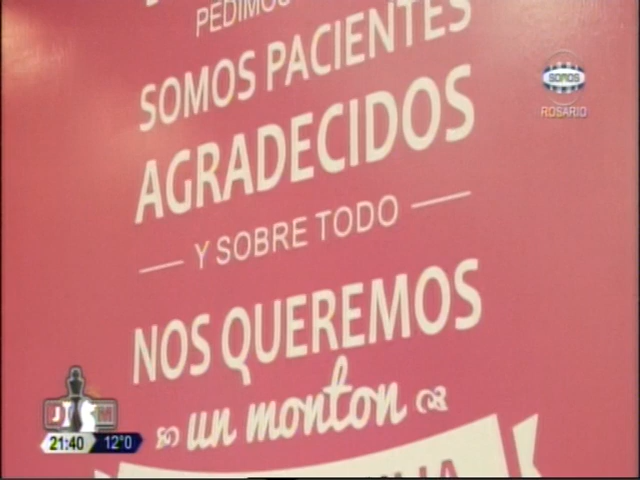 PEDIMOS
SOMOS PACIENTES
AGRADECIDOS
Y SOBRE TODO
NOS QUEREMOS
un monton
SOMOS
ROSARIO
21:40 12°0